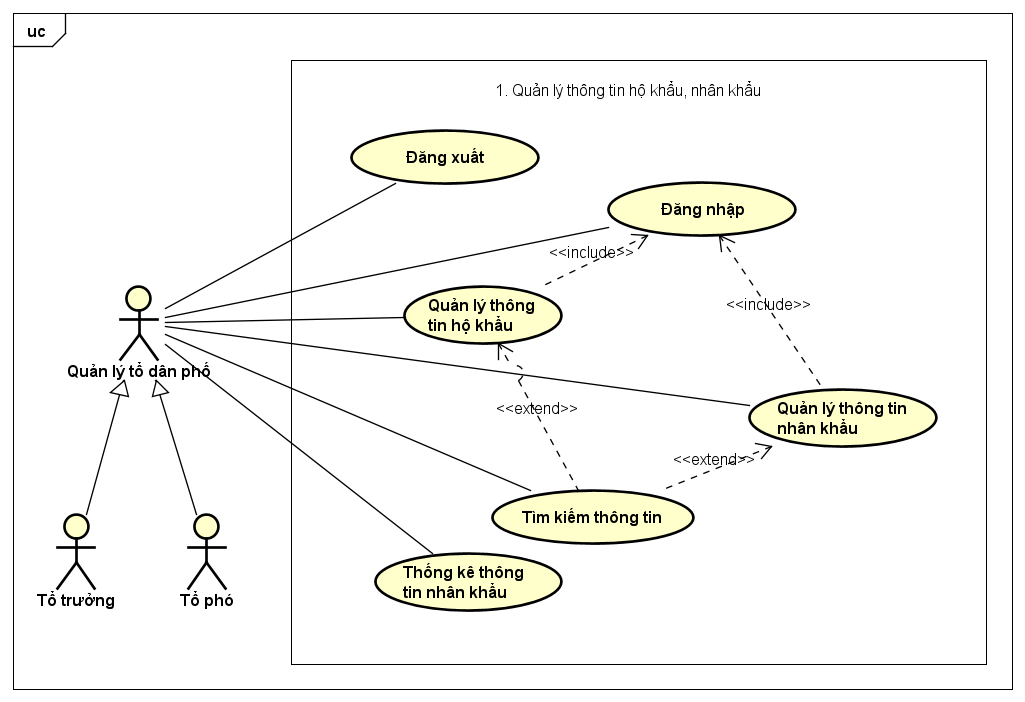 uc
1. Quản lý thông tin hộ khẩu, nhân khẩu
Đăng xuất
Đăng nhập
<<include>>
Quản lý thông
tin hộ khẩu
<<include>>
Quản lý tổ dân phố
<<extend>>
Quản lý thông tin
nhân khẩu
<<extend>>
Tìm kiếm thông tin
Thống kê thông
tin nhân khẩu
Tổ trưởng
Tổ phó